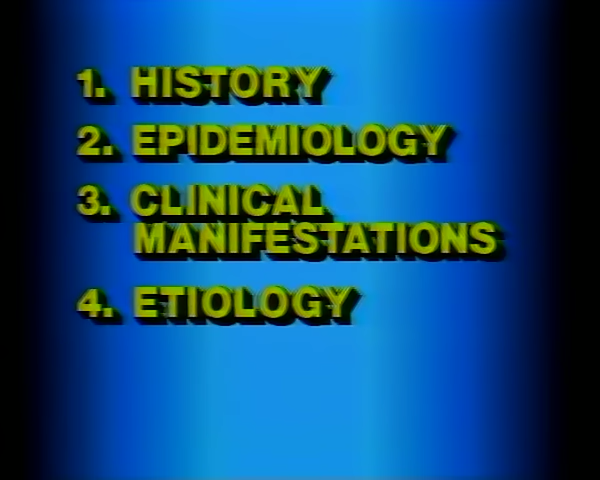 1. HISTORY
2. EPIDEMIOLOGY
3. CLINICAL
MANIFESTATIONS
4. ETIOLOGY